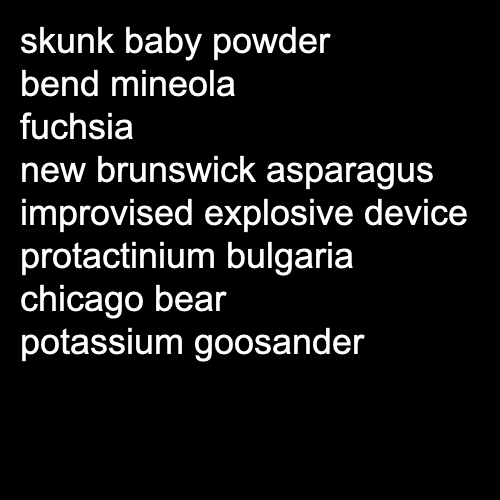 skunk baby powder
bend mineola
fuchsia
new brunswick asparagus
improvised explosive device
protactinium bulgaria
chicago bear
potassium goosander